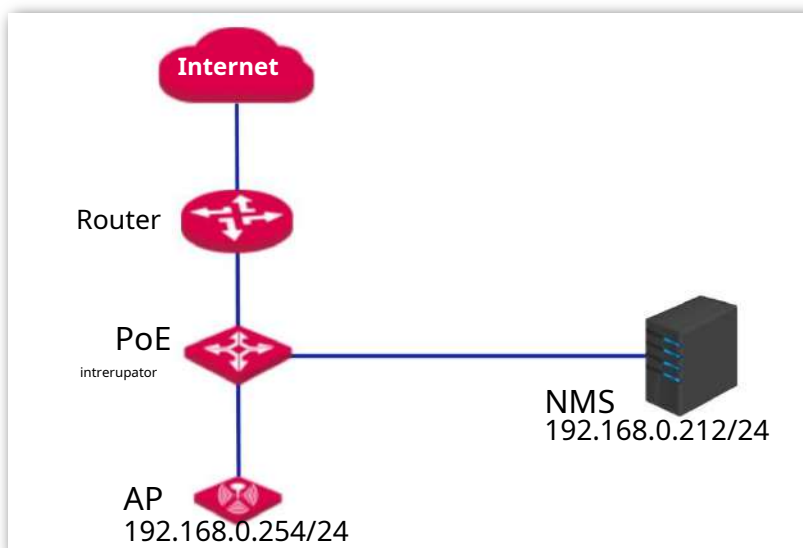 Internet
Router
PoE
intrerupator
NMS
192.168.0.212/24
AP
192.168.0.254/24